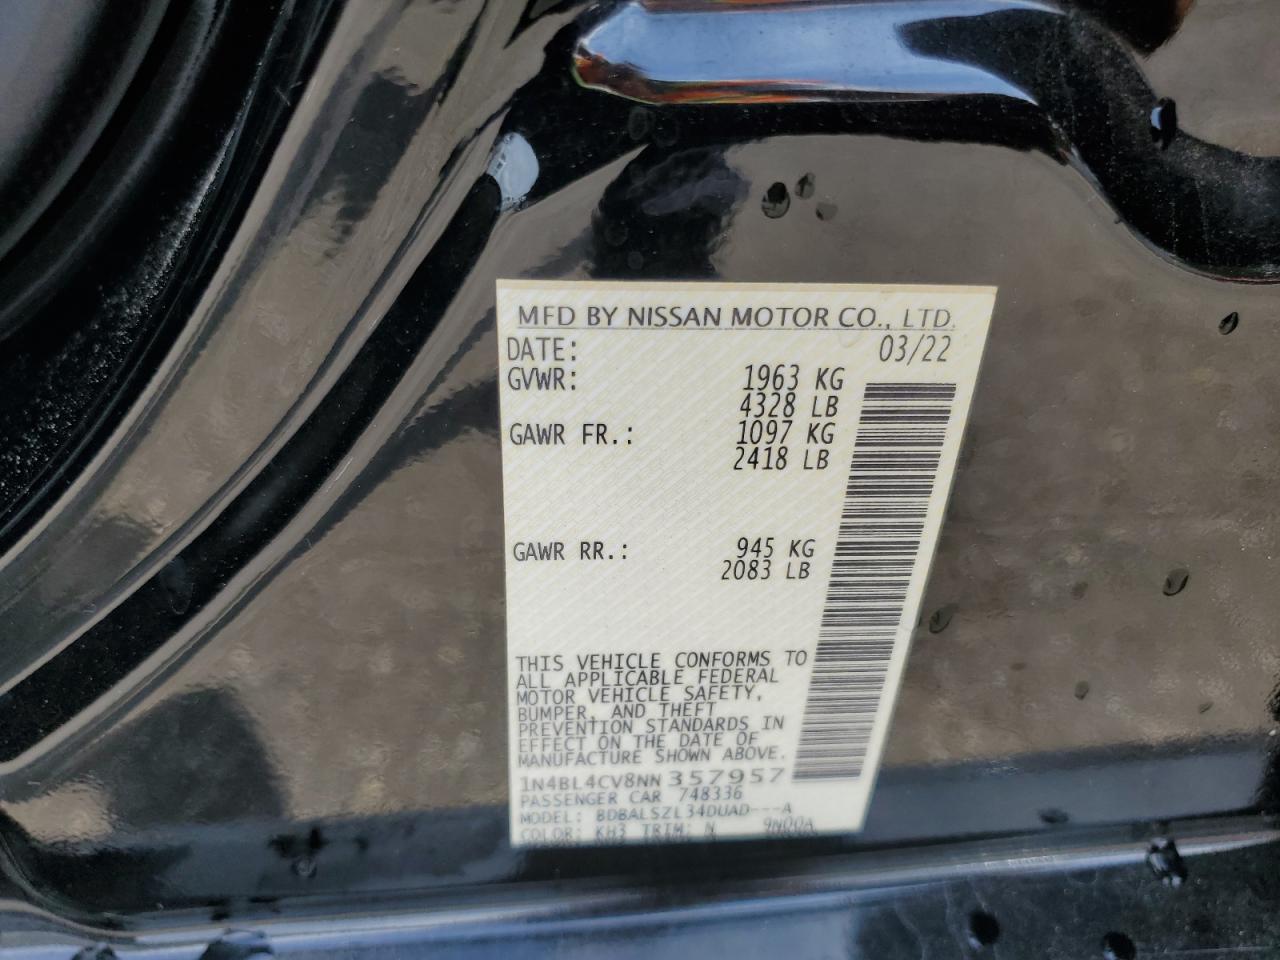 MFD BY NISSAN MOTOR CO., LTD.
DATE: 03/22
GVWR: 1963 KG
4328 LB
GAWR FR.: 1097 KG
2418 LB
GAWR RR.: 945 KG
2083 LB
THIS VEHICLE CONFORMS TO
ALL APPLICABLE FEDERAL
MOTOR VEHICLE SAFETY,
BUMPER, AND THEFT
PREVENTION STANDARDS IN
EFFECT ON THE DATE OF
MANUFACTURE SHOWN ABOVE.
1N4BL4CV8NN 357957
PASSENGER CAR 748336
MODEL: BDBALSZL34DUAD---A
COLOR: KH3 TRIM: N 9N00A